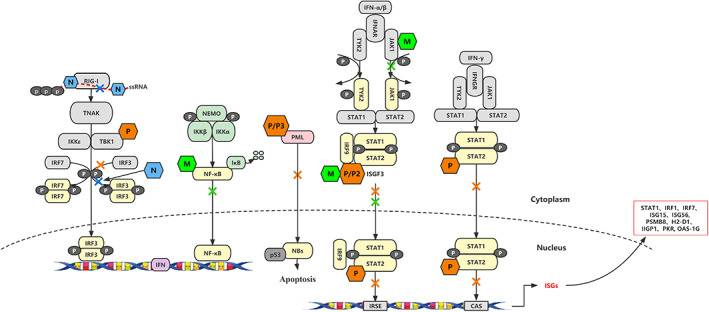 IFN-α/β
IFNAR
TYK2
JAK1
M
P
P
TYK2
JAK1
STAT1
STAT2
IRF9
STAT1
STAT2
P
P
M
P/P2
ISGF3
IFN-γ
IFNGR
TYK2
JAK1
STAT1
STAT2
STAT1
STAT2
P
P
P
N
RIG-I
N
ssRNA
P
P
P
TNAK
IKKε
TBK1
P
IRF7
IRF3
P
P
N
P
IRF7
IRF7
P
P
IRF3
IRF3
P
NEMO
P
P
IKKβ
IKKα
M
NF-κB
IκB
P/P3
PML
Cytoplasm
Nucleus
P
IRF3
IRF3
P
IFN
NF-κB
p53
NBs
Apoptosis
IRF9
STAT1
STAT2
P
P
P
IRSE
STAT1
STAT2
P
P
P
CAS
ISGs
STAT1, IRF1, IRF7,
ISG15, ISG56,
PSMB8, H2-D1,
IIGP1, PKR, OAS-1G